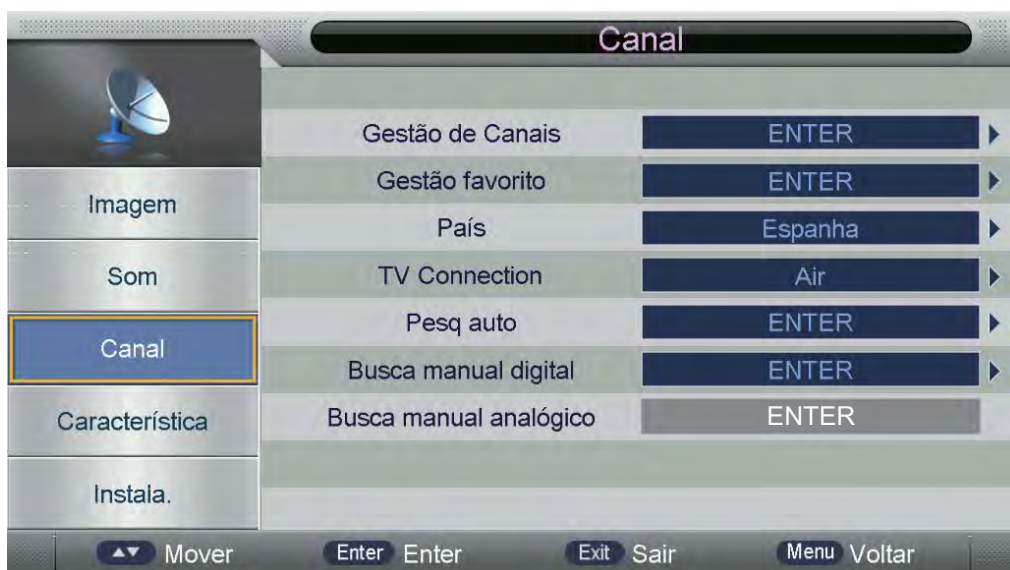 Canal
Imagem
Som
Canal
Característica
Instala.
Gestão de Canais ENTER
Gestão favorito ENTER
País Espanha
TV Connection Air
Pesq auto ENTER
Busca manual digital ENTER
Busca manual analógico ENTER
Mover Enter Enter Exit Sair Menu Voltar